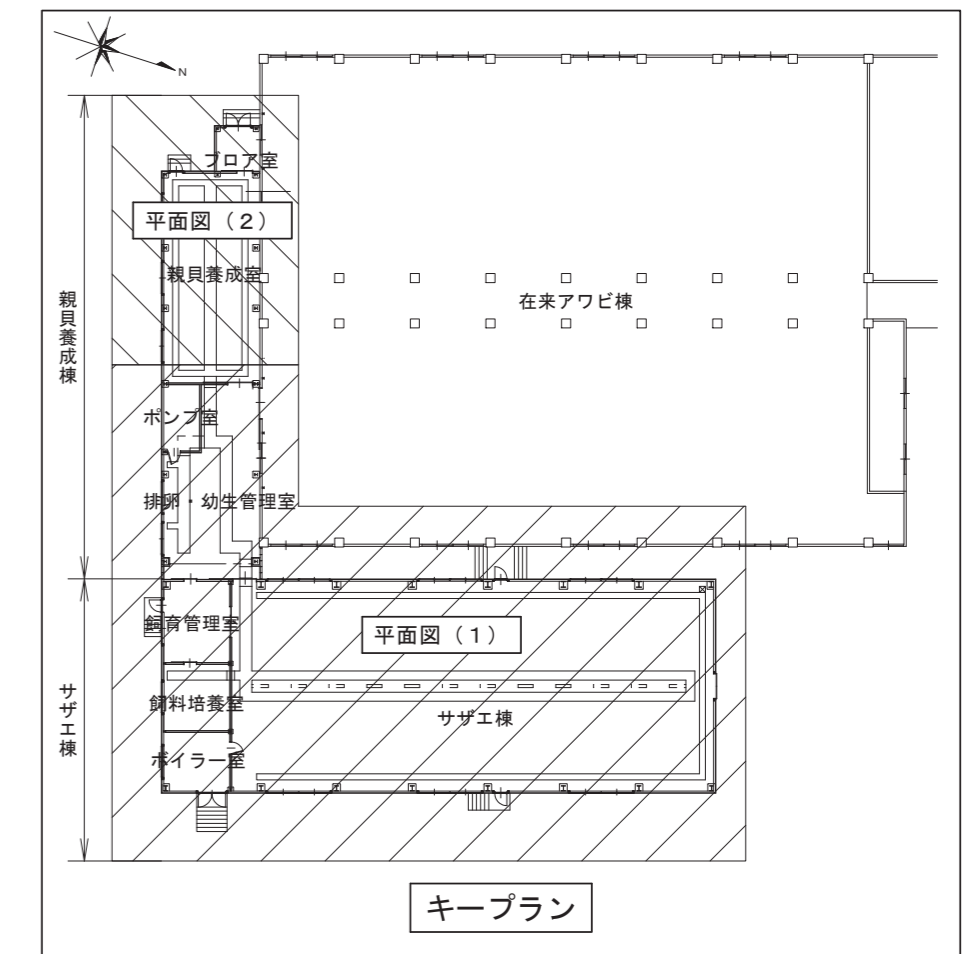 N
ブロア室
平面図（２）
親貝養成室
在来アワビ棟
親貝養成棟
ポンプ室
排卵・幼生管理室
飼育管理室
平面図（１）
飼料培養室
サザエ棟
サザエ棟
ボイラー室
キープラン